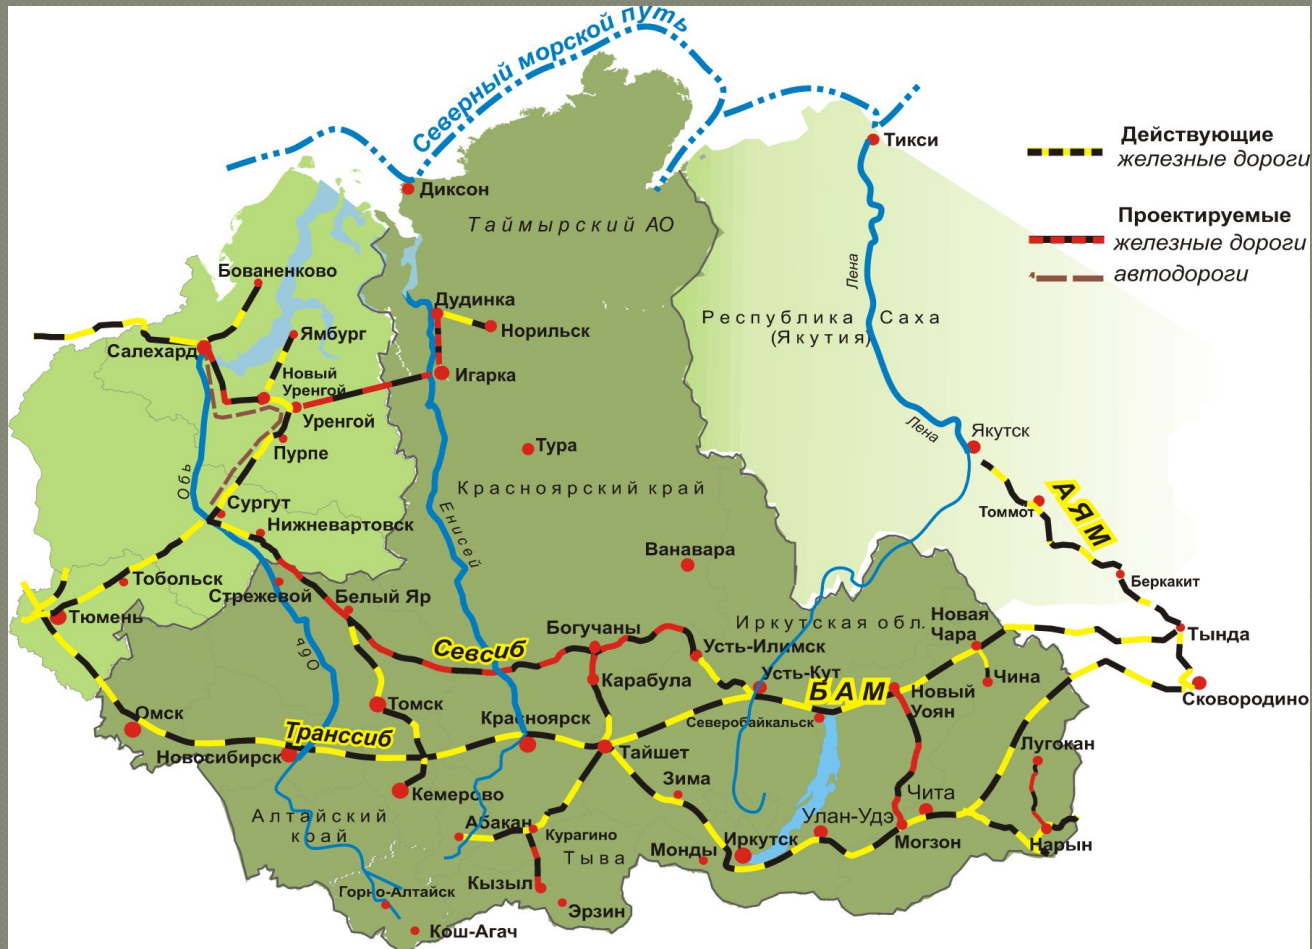 Северный морской путь
Тикси
Действующие
железные дороги
Проектируемые
железные дороги
автодороги
Диксон
Таймырский АО
Лена
Бованенково
Дудинка
Норильск
Ямбург
Республика Саха
(Якутия)
Салехард
Новый
Уренгой
Игарка
Уренгой
Пурпе
Тура
Лена
Якутск
Обь
Красноярский край
Енисей
Томмот
АЯМ
Сургут
Нижневартовск
Ванавара
Беркакит
Тобольск
Стрежевой
Белый Яр
Тюмень
Обь
Севсиб
Богучаны
Иркутская обл.
Новая
Чара
Тында
Усть-Илимск
Карабула
Усть-Кут
БАМ
Чина
Новый
Уоян
Сковородино
Омск
Томск
Красноярск
Северобайкальск
Транссиб
Новосибирск
Тайшет
Лугокан
Зима
Кемерово
Чита
Алтайский
край
Абакан
Курагино
Улан-Удэ
Иркутск
Могзон
Нарын
Тыва
Монды
Горно-Алтайск
Кызыл
Эрзин
Кош-Агач